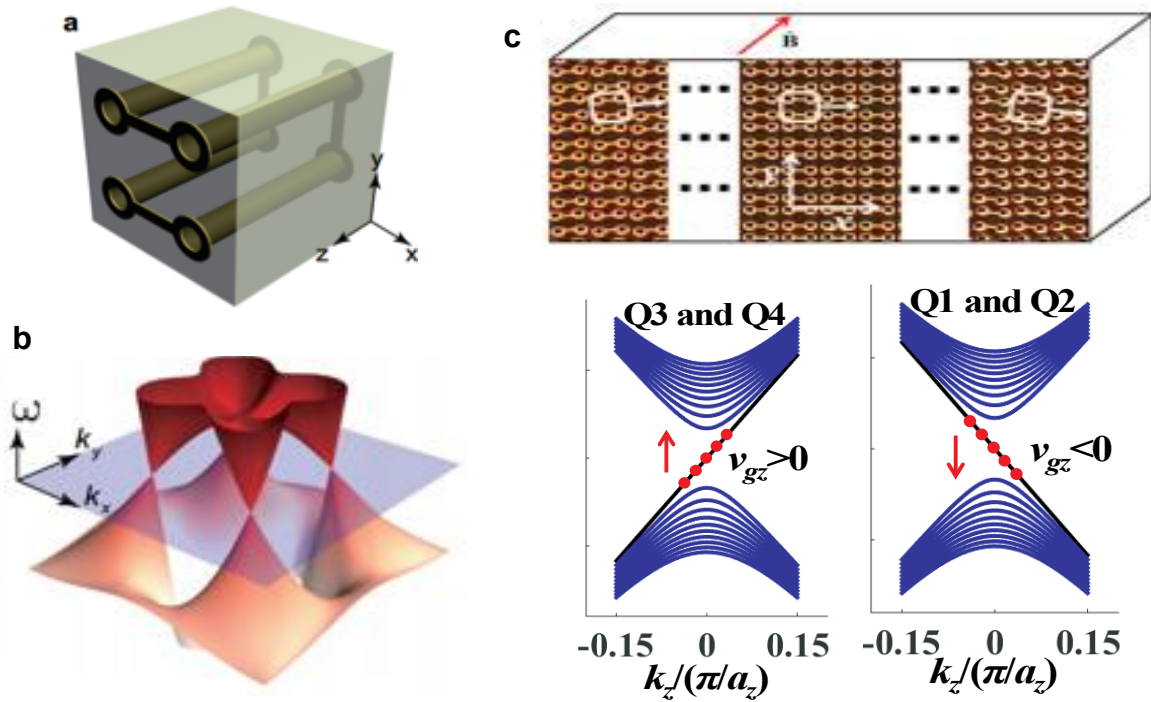 a
y
z
x
b
ω
k_y
k_x
c
B
y
x
Q3 and Q4
v_gz>0
-0.15
0
0.15
k_z/(π/a_z)
Q1 and Q2
v_gz<0
-0.15
0
0.15
k_z/(π/a_z)